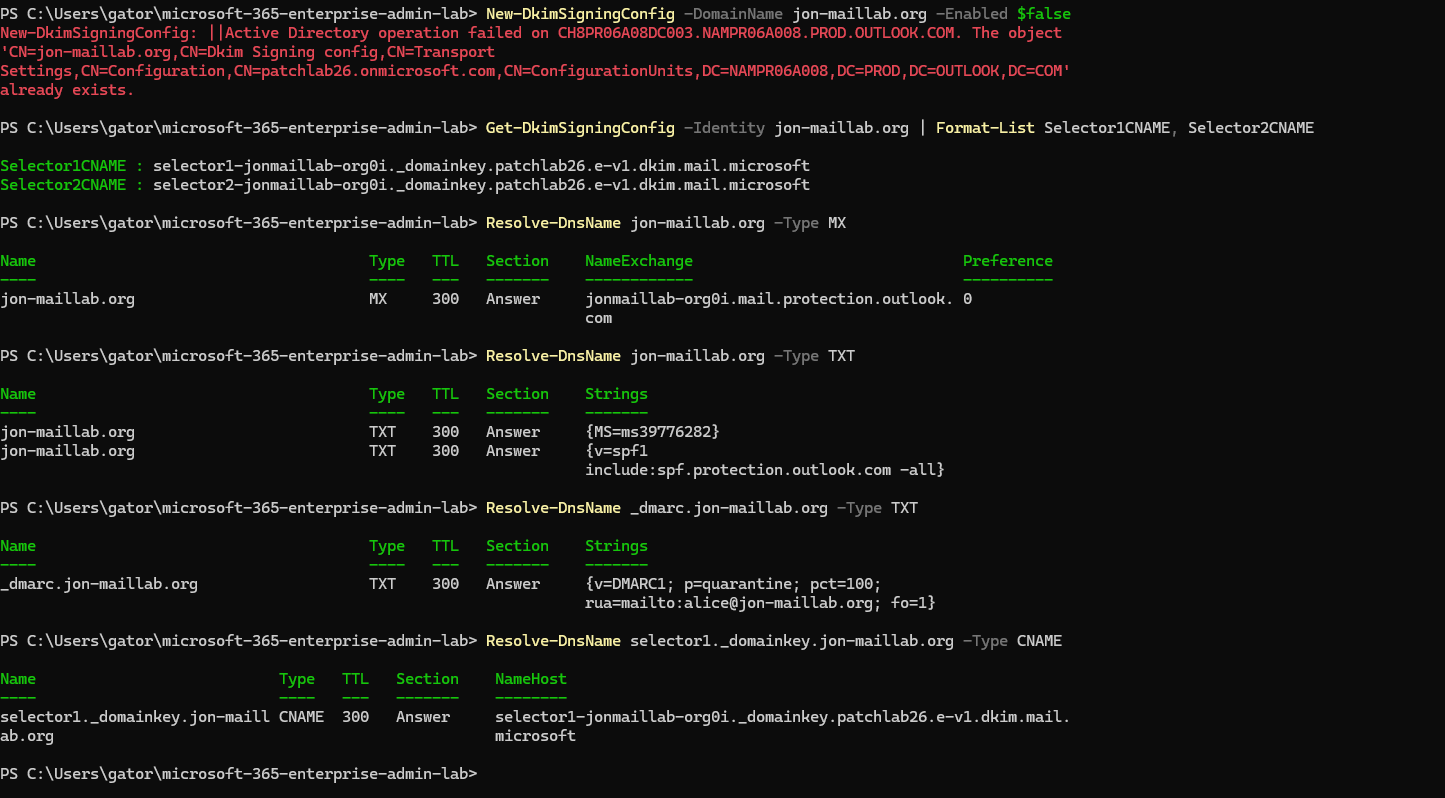 PS C:\Users\gator\microsoft-365-enterprise-admin-lab> New-DkimSigningConfig -DomainName jon-maillab.org -Enabled $false
New-DkimSigningConfig: ||Active Directory operation failed on CH8PR06A08DC003.NAMPR06A008.PROD.OUTLOOK.COM. The object
'CN=jon-maillab.org,CN=Dkim Signing config,CN=Transport
Settings,CN=Configuration,CN=patchlab26.onmicrosoft.com,CN=ConfigurationUnits,DC=NAMPR06A008,DC=PROD,DC=OUTLOOK,DC=COM'
already exists.
PS C:\Users\gator\microsoft-365-enterprise-admin-lab> Get-DkimSigningConfig -Identity jon-maillab.org | Format-List Selector1CNAME, Selector2CNAME
Selector1CNAME : selector1-jonmaillab-org0i._domainkey.patchlab26.e-v1.dkim.mail.microsoft
Selector2CNAME : selector2-jonmaillab-org0i._domainkey.patchlab26.e-v1.dkim.mail.microsoft
PS C:\Users\gator\microsoft-365-enterprise-admin-lab> Resolve-DnsName jon-maillab.org -Type MX
Name                                     Type   TTL   Section    NameExchange                              Preference
----                                     ----   ---   -------    ------------                              ----------
jon-maillab.org                          MX     300   Answer     jonmaillab-org0i.mail.protection.outlook. 0
                                                                 com
PS C:\Users\gator\microsoft-365-enterprise-admin-lab> Resolve-DnsName jon-maillab.org -Type TXT
Name                                     Type   TTL   Section    Strings
----                                     ----   ---   -------    -------
jon-maillab.org                          TXT    300   Answer     {MS=ms39776282}
jon-maillab.org                          TXT    300   Answer     {v=spf1
                                                                 include:spf.protection.outlook.com -all}
PS C:\Users\gator\microsoft-365-enterprise-admin-lab> Resolve-DnsName _dmarc.jon-maillab.org -Type TXT
Name                                     Type   TTL   Section    Strings
----                                     ----   ---   -------    -------
_dmarc.jon-maillab.org                   TXT    300   Answer     {v=DMARC1; p=quarantine; pct=100;
                                                                 rua=mailto:alice@jon-maillab.org; fo=1}
PS C:\Users\gator\microsoft-365-enterprise-admin-lab> Resolve-DnsName selector1._domainkey.jon-maillab.org -Type CNAME
Name                           Type   TTL   Section    NameHost
----                           ----   ---   -------    --------
selector1._domainkey.jon-maill CNAME  300   Answer     selector1-jonmaillab-org0i._domainkey.patchlab26.e-v1.dkim.mail.
ab.org                                                 microsoft
PS C:\Users\gator\microsoft-365-enterprise-admin-lab>